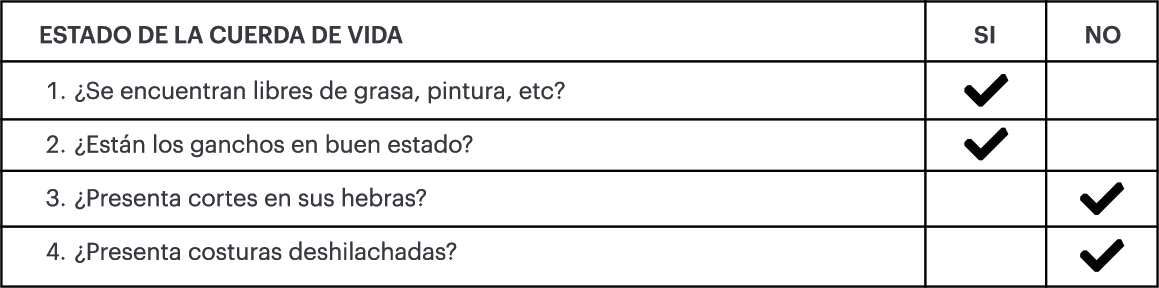 ESTADO DE LA CUERDA DE VIDA SI NO
1. ¿Se encuentran libres de grasa, pintura, etc? ✔
2. ¿Están los ganchos en buen estado? ✔
3. ¿Presenta cortes en sus hebras? ✔
4. ¿Presenta costuras deshilachadas? ✔